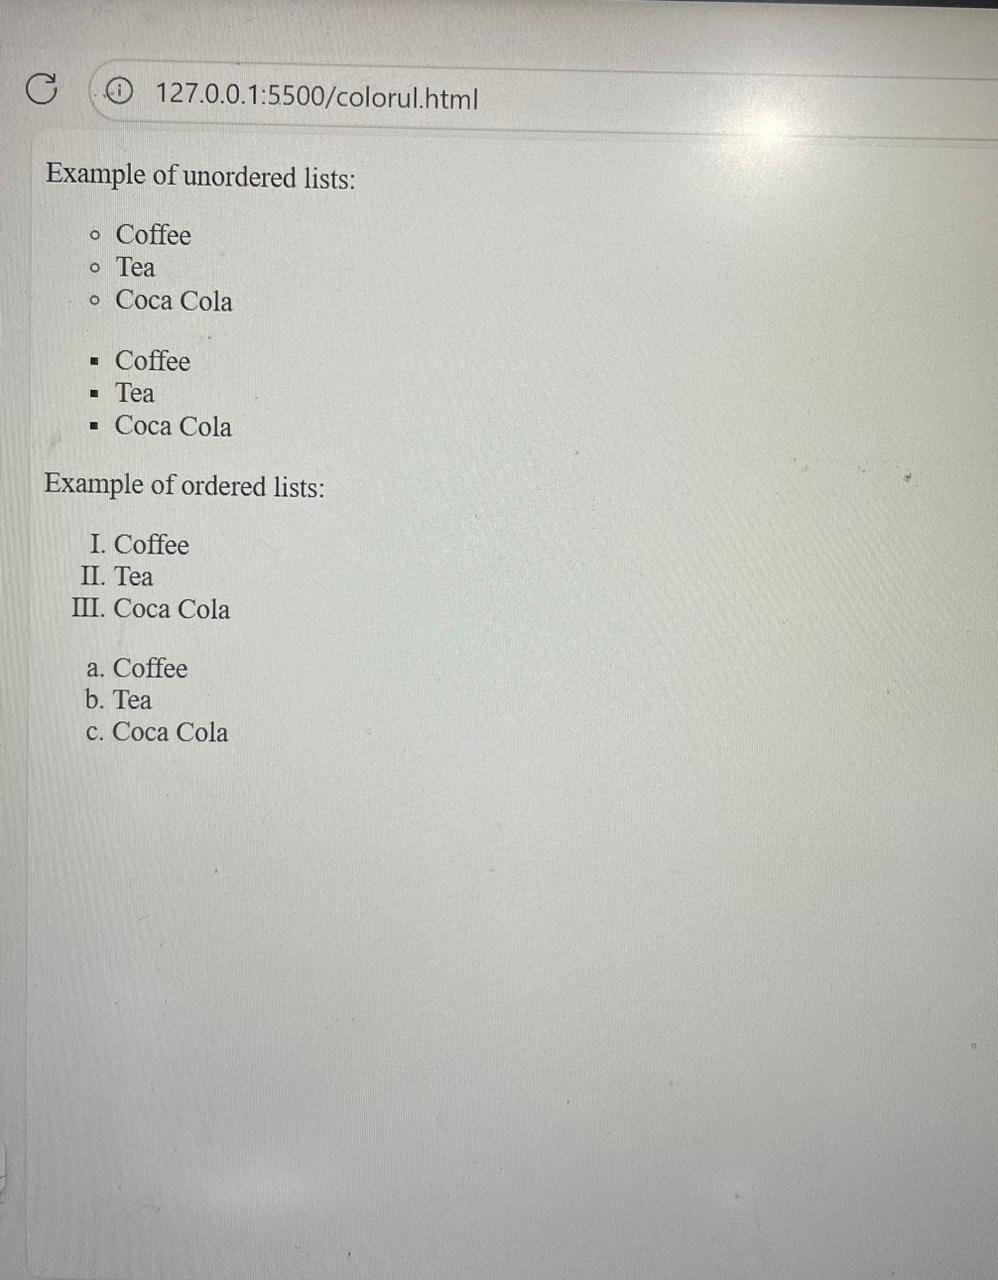 127.0.0.1:5500/colorul.html
Example of unordered lists:
Coffee
Tea
Coca Cola
Coffee
Tea
Coca Cola
Example of ordered lists:
I. Coffee
II. Tea
III. Coca Cola
a. Coffee
b. Tea
c. Coca Cola